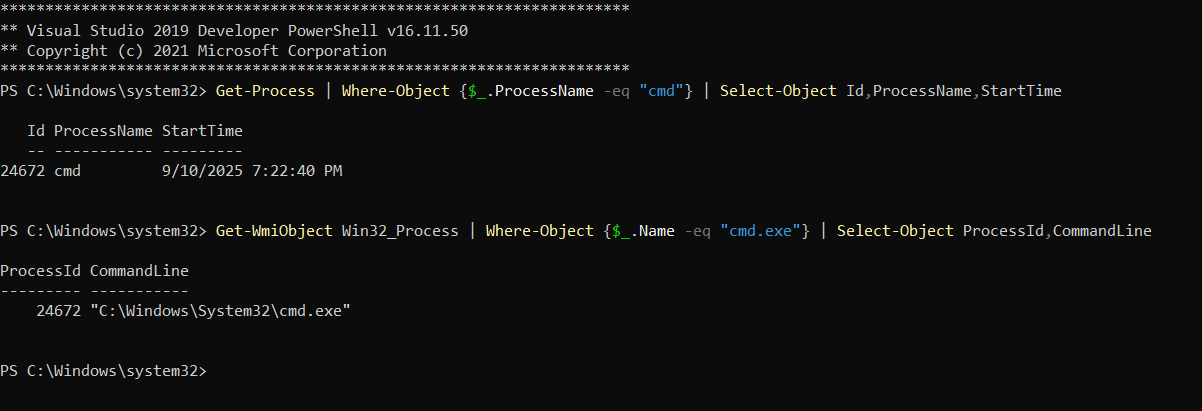 **********************************************************************
** Visual Studio 2019 Developer PowerShell v16.11.50
** Copyright (c) 2021 Microsoft Corporation
**********************************************************************
PS C:\Windows\system32> Get-Process | Where-Object {$_.ProcessName -eq "cmd"} | Select-Object Id,ProcessName,StartTime
   Id ProcessName StartTime
   -- ----------- ---------
24672 cmd         9/10/2025 7:22:40 PM
PS C:\Windows\system32> Get-WmiObject Win32_Process | Where-Object {$_.Name -eq "cmd.exe"} | Select-Object ProcessId,CommandLine
ProcessId CommandLine
--------- -----------
    24672 "C:\Windows\System32\cmd.exe"
PS C:\Windows\system32>